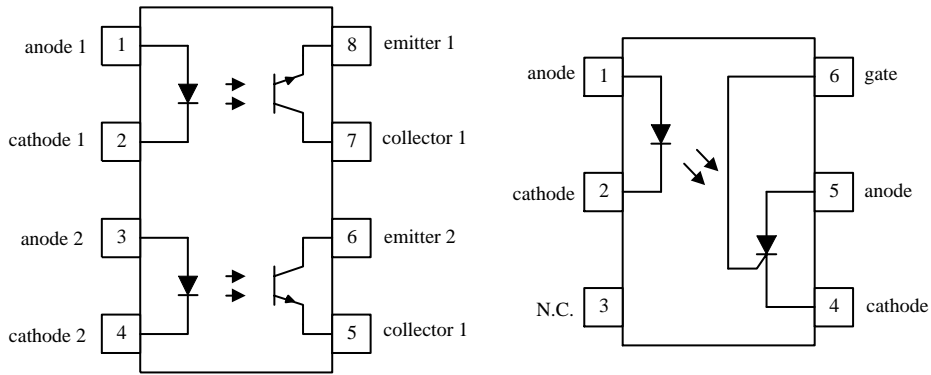 anode 1
1
8
emitter 1
cathode 1
2
7
collector 1
anode 2
3
6
emitter 2
cathode 2
4
5
collector 1
anode
1
6
gate
cathode
2
5
anode
N.C.
3
4
cathode